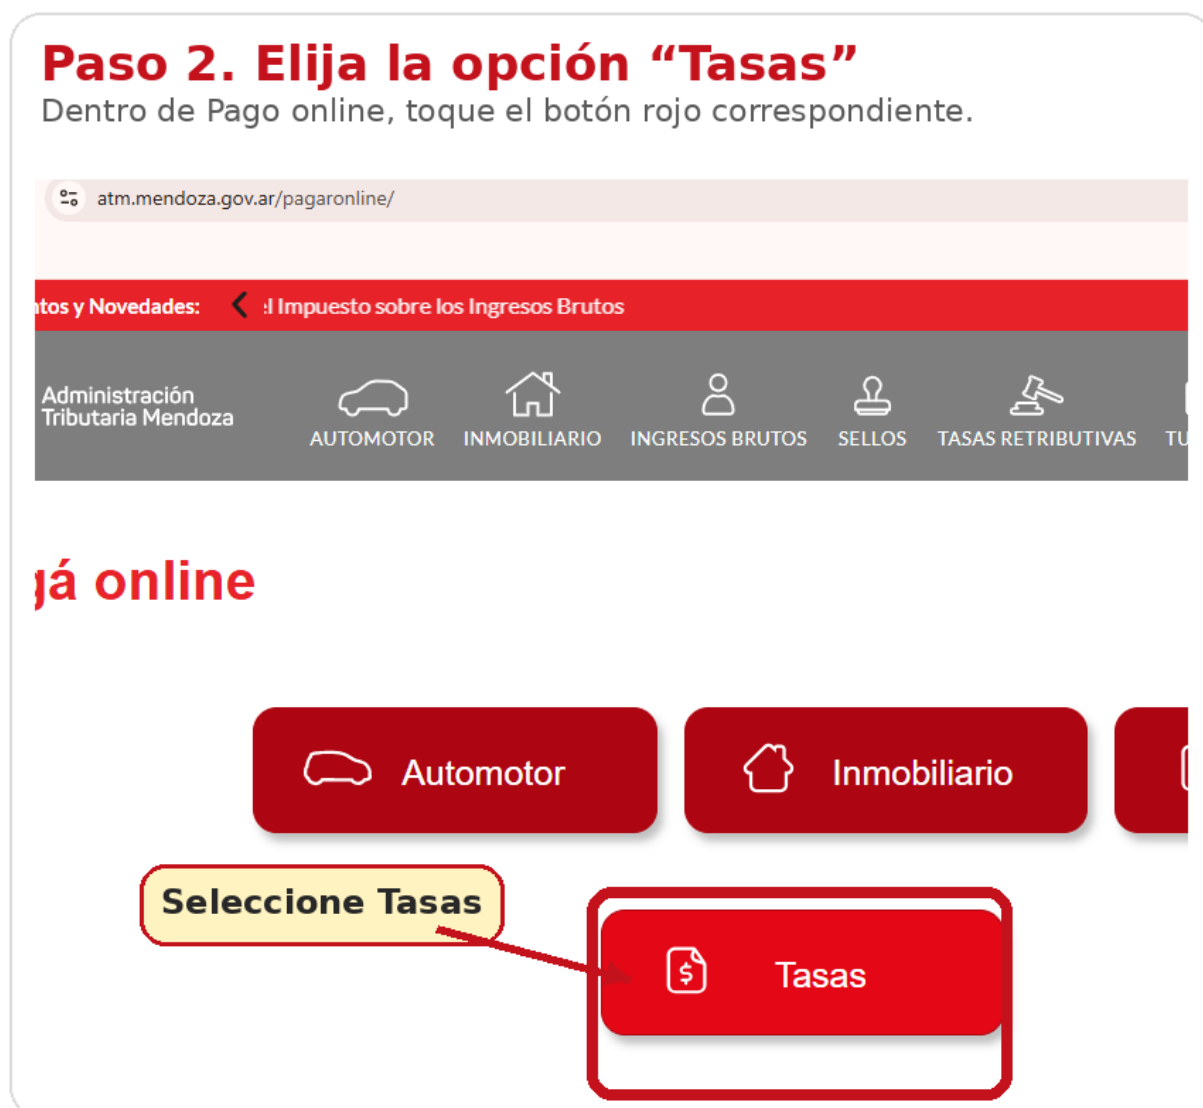 Paso 2. Elija la opción “Tasas”
Dentro de Pago online, toque el botón rojo correspondiente.
atm.mendoza.gov.ar/pagaronline/
tos y Novedades: el Impuesto sobre los Ingresos Brutos
Administración
Tributaria Mendoza
AUTOMOTOR INMOBILIARIO INGRESOS BRUTOS SELLOS TASAS RETRIBUTIVAS TU
gá online
Automotor Inmobiliario
Seleccione Tasas
Tasas